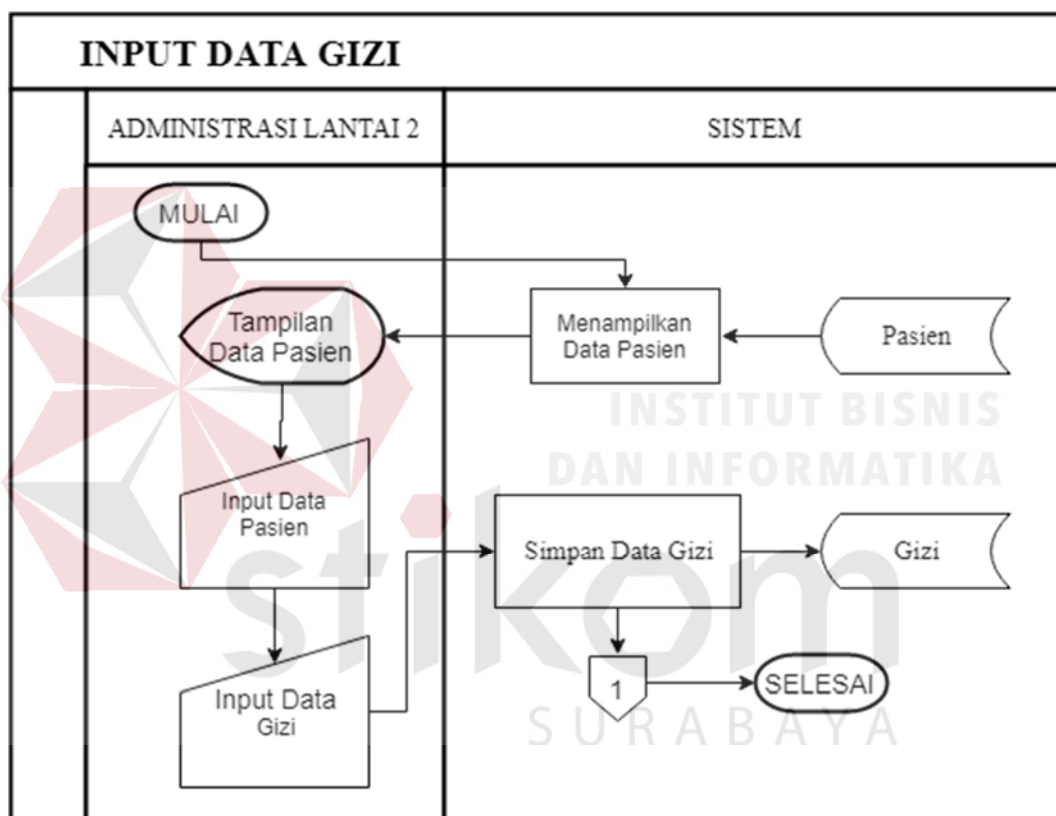 INPUT DATA GIZI
ADMINISTRASI LANTAI 2
SISTEM
MULAI
Tampilan
Data Pasien
Menampilkan
Data Pasien
Pasien
INSTITUT BISNIS
DAN INFORMATIKA
Input Data
Pasien
Simpan Data Gizi
Gizi
stikom
Input Data
Gizi
1
SELESAI
SURABAYA